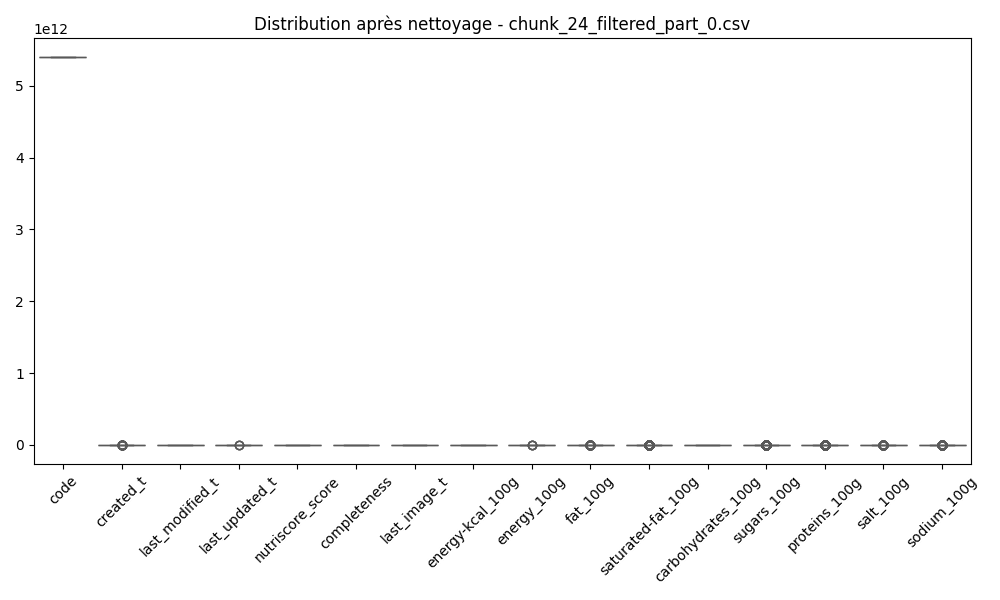 Distribution après nettoyage - chunk_24_filtered_part_0.csv
1e12
5
4
3
2
1
0
code
created_t
last_modified_t
last_updated_t
nutriscore_score
completeness
last_image_t
energy-kcal_100g
energy_100g
fat_100g
saturated-fat_100g
carbohydrates_100g
sugars_100g
proteins_100g
salt_100g
sodium_100g